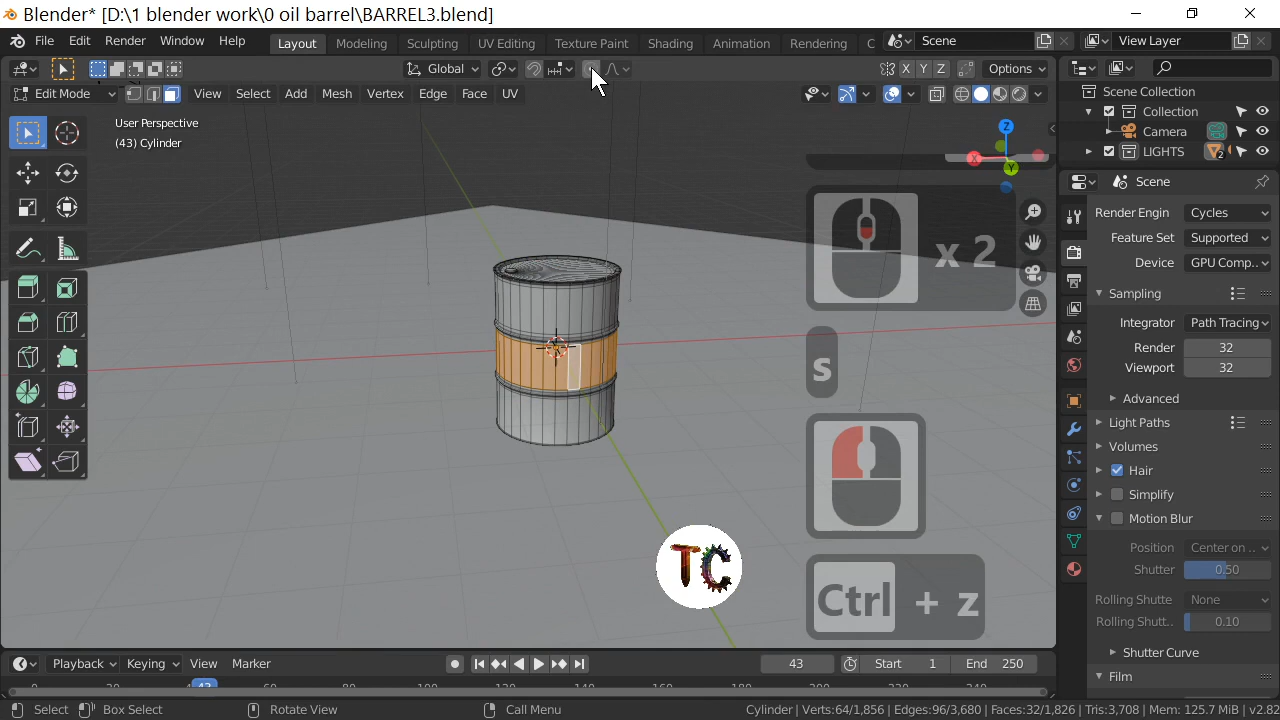 Blender* [D:\1 blender work\0 oil barrel\BARREL3.blend]
File Edit Render Window Help Layout Modeling Sculpting UV Editing Texture Paint Shading Animation Rendering C Scene View Layer
Global X Y Z Options
Edit Mode View Select Add Mesh Vertex Edge Face UV
User Perspective
(43) Cylinder
Z
X
Y
x 2
s
Ctrl + z
TC
Scene Collection
Collection
Camera
LIGHTS 2
Scene
Render Engin Cycles
Feature Set Supported
Device GPU Comp..
Sampling
Integrator Path Tracing
Render 32
Viewport 32
Advanced
Light Paths
Volumes
Hair
Simplify
Motion Blur
Position Center on ..
Shutter 0.50
Rolling Shutte None
Rolling Shutt.. 0.10
Shutter Curve
Film
Playback Keying View Marker 43 Start 1 End 250
Select Box Select Rotate View Call Menu Cylinder | Verts:64/1,856 | Edges:96/3,680 | Faces:32/1,826 | Tris:3,708 | Mem: 125.7 MiB | v2.82